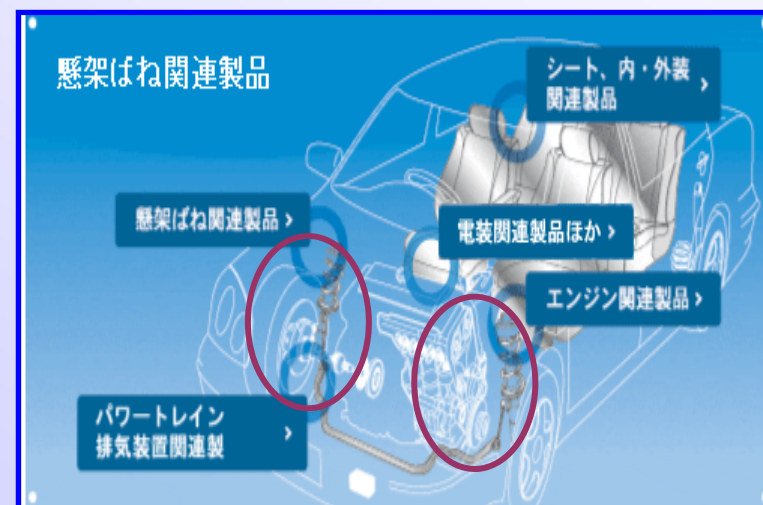 懸架ばね関連製品
シート、内・外装
関連製品
懸架ばね関連製品
電装関連製品ほか
エンジン関連製品
パワートレイン
排気装置関連製